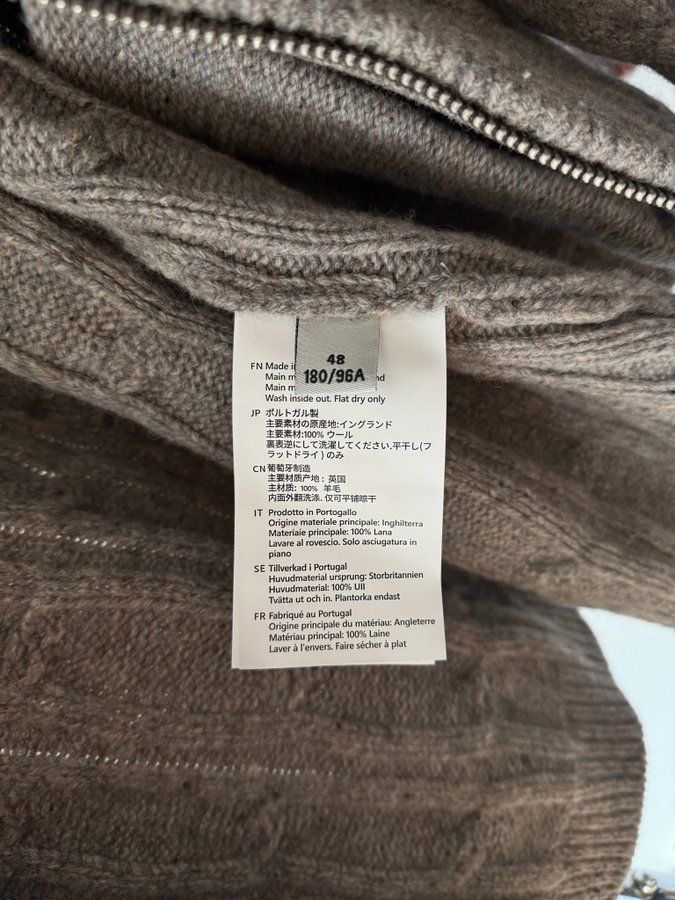 48
180/96A
FN Made
Main
Main
Wash inside out. Flat dry only
JP ポルトガル製
主要素材の原産地:イングランド
主要素材:100% ウール
裏表逆にして洗濯してください.平干し(フ
ラットドライ ) のみ
CN 葡萄牙制造
主要材质产地 : 英国
主材质: 100% 羊毛
内面外翻洗涤. 仅可平铺晾干
IT Prodotto in Portogallo
Origine materiale principale: Inghilterra
Materiaie principale: 100% Lana
Lavare al rovescio. Solo asciugatura in
piano
SE Tillverkad i Portugal
Huvudmaterial ursprung: Storbritannien
Huvudmaterial: 100% Ull
Tvätta ut och in. Plantorka endast
FR Fabriqué au Portugal
Origine principale du matériau: Angleterre
Matériau principal: 100% Laine
Laver à l'envers. Faire sécher à plat